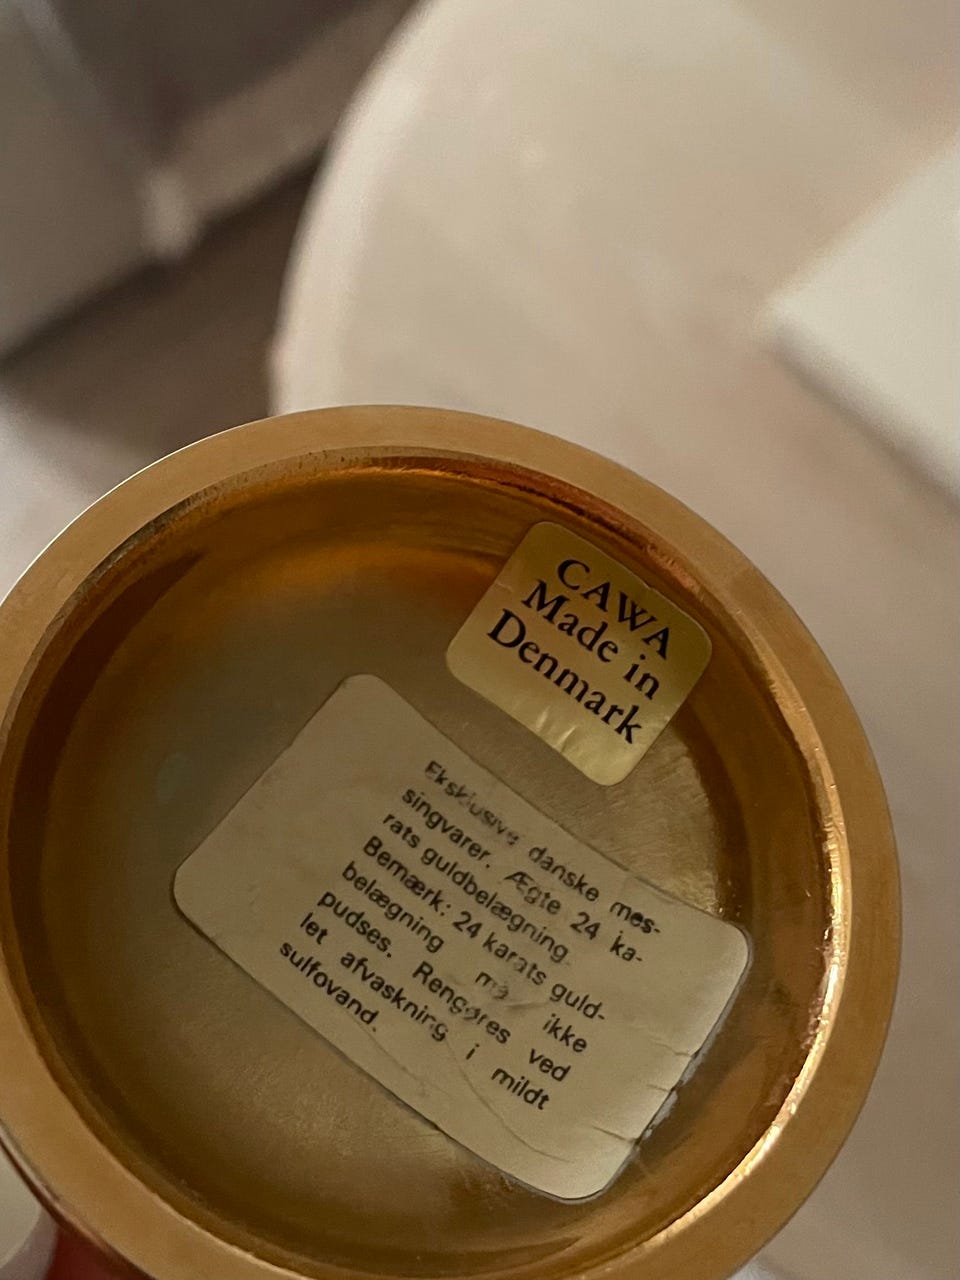 CAWA
Made in
Denmark
Eksklusive danske mes-
singvarer. Ægte 24 ka-
rats guldbelægning.
Bemærk: 24 karats guld-
belægning må ikke
pudses. Rengøres ved
let afvaskning i mildt
sulfovand.